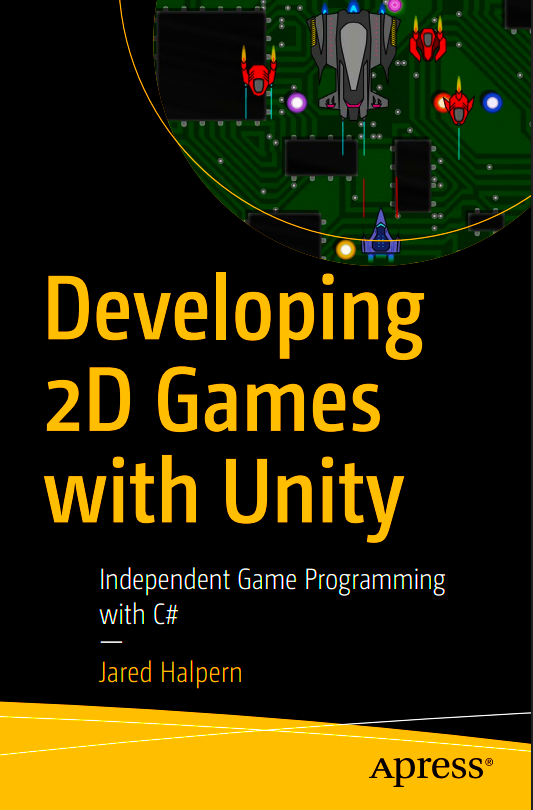 Developing
2D Games
with Unity
Independent Game Programming
with C#
—
Jared Halpern
Apress®